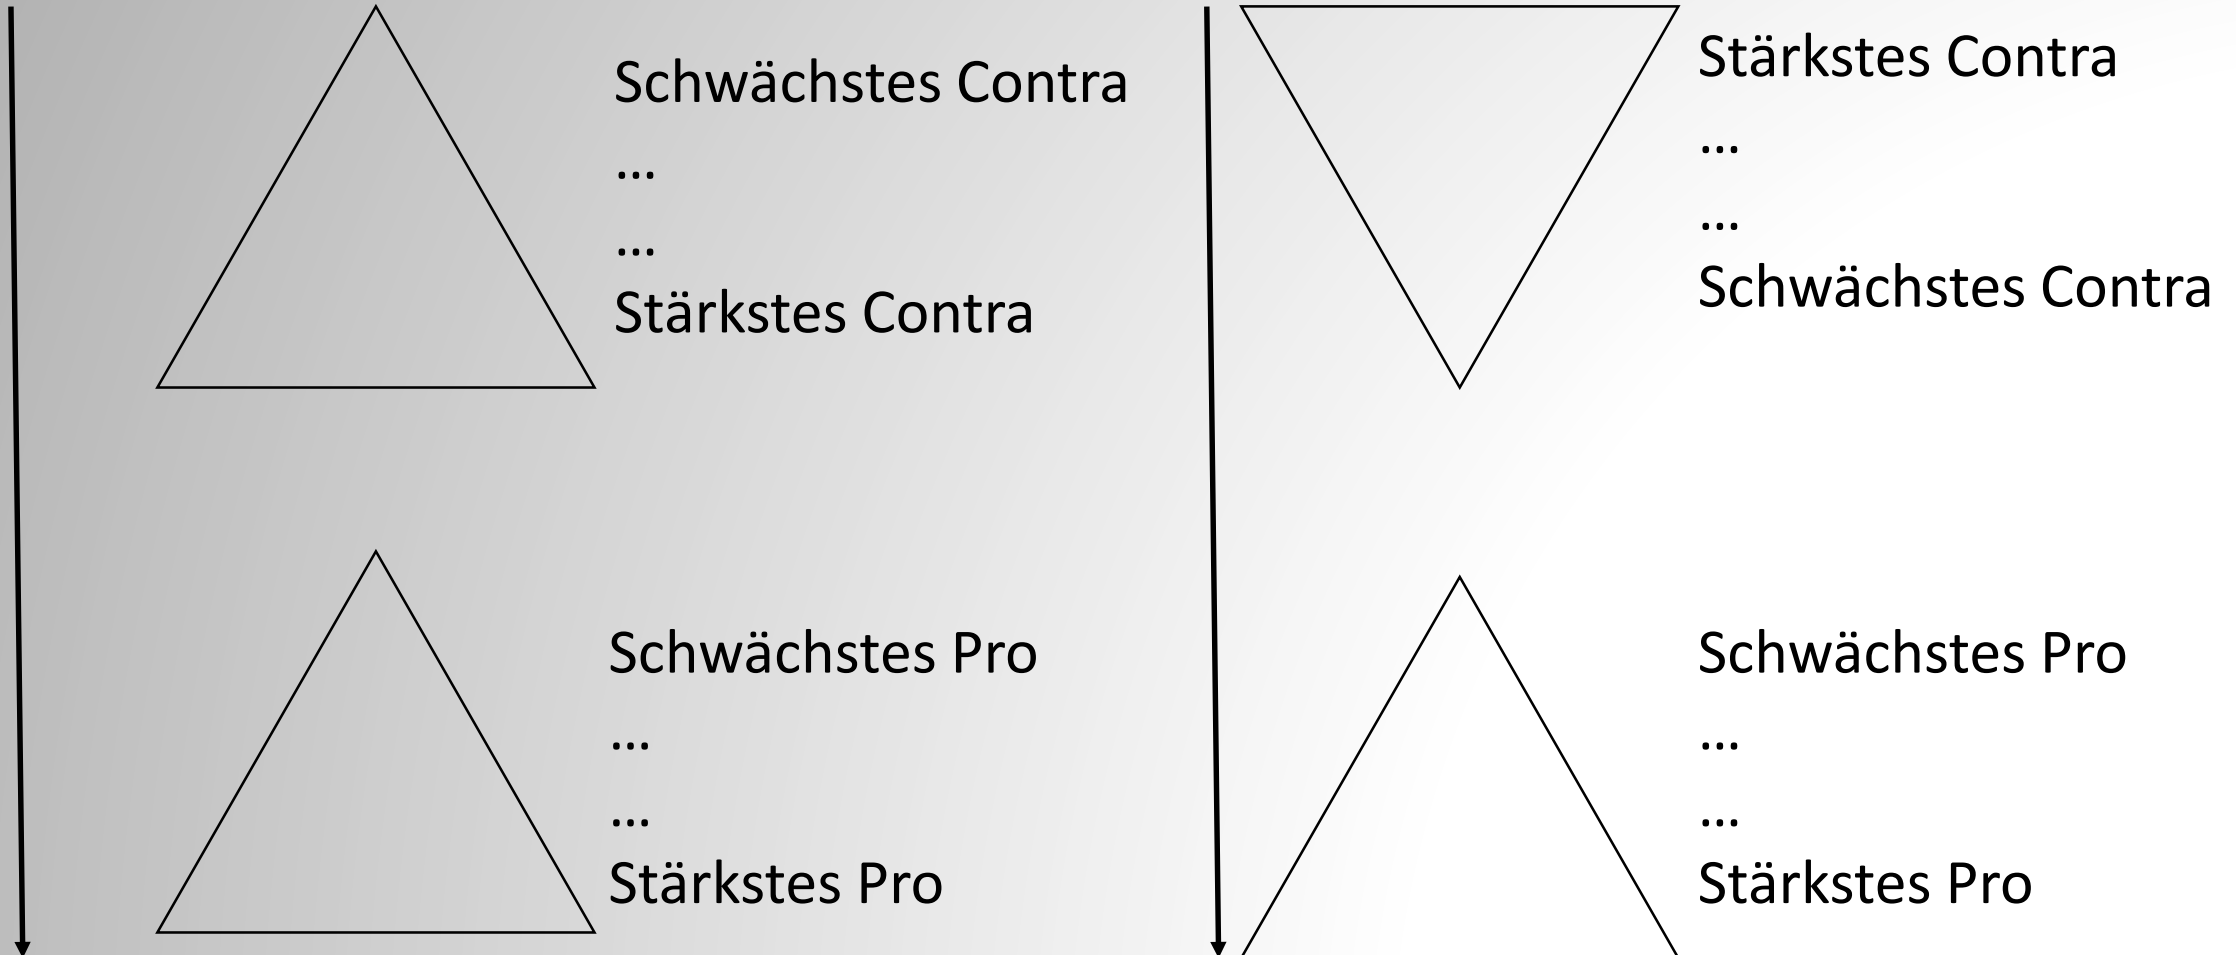 Schwächstes Contra
...
...
Stärkstes Contra
Schwächstes Pro
...
...
Stärkstes Pro
Stärkstes Contra
...
...
Schwächstes Contra
Schwächstes Pro
...
...
Stärkstes Pro